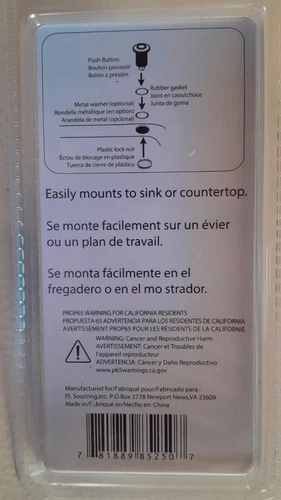 Push Button
Bouton-poussoir
Botón a presión
Rubber gasket
Joint en caoutchouc
Junta de goma
Metal washer (optional)
Rondelle métallique (en option)
Arandela de metal (opcional)
Plastic lock nut
Écrou de blocage en plastique
Tuerca de cierre de plástico
Easily mounts to sink or countertop.
Se monte facilement sur un évier
ou un plan de travail.
Se monta fácilmente en el
fregadero o en el mo strador.
PROP65 WARNING FOR CALIFORNIA RESIDENTS
PROPUESTA 65 ADVERTENCIA PARA LOS RESIDENTES DE CALIFORNIA
AVERTISSEMENT PROP65 POUR LES RÉSIDENTS DE LA CALIFORNIE
WARNING: Cancer and Reproductive Harm
AVERTISSEMENT: Cancer et Troubles de
l'appareil reproducteur
ADVERTENCIA: Cáncer y Daño Reproductivo
www.p65warnings.ca.gov
Manufactured for/Fabriqué pour/Fabricado para :
PL Sourcing,Inc. P.O.Box 2778 Newport News,VA 23609
Made in/Fabriqué en/Hecho en: China
7 81889 85250 7